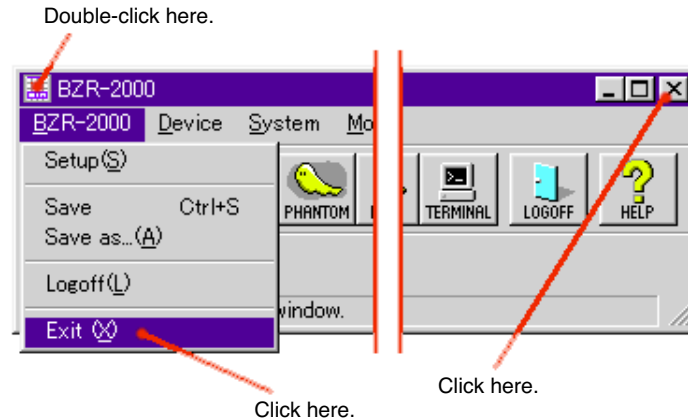 Double-click here.
BZR-2000
BZR-2000 Device System Mo
Setup(S)
Save Ctrl+S
Save as...(A)
Logoff(L)
Exit (X)
PHANTOM TERMINAL LOGOFF HELP
window.
Click here.
Click here.